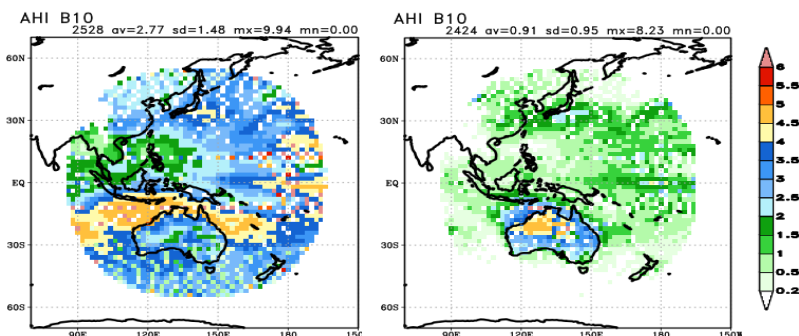 AHI B10
2528 av=2.77 sd=1.48 mx=9.94 mn=0.00
60N
30N
EQ
30S
60S
90E 120E 150E 180 150
AHI B10
2424 av=0.91 sd=0.95 mx=8.23 mn=0.00
60N
30N
EQ
30S
60S
90E 120E 150E 180
6
5.5
5
4.5
4
3.5
3
2.5
2
1.5
1
0.5
0.2